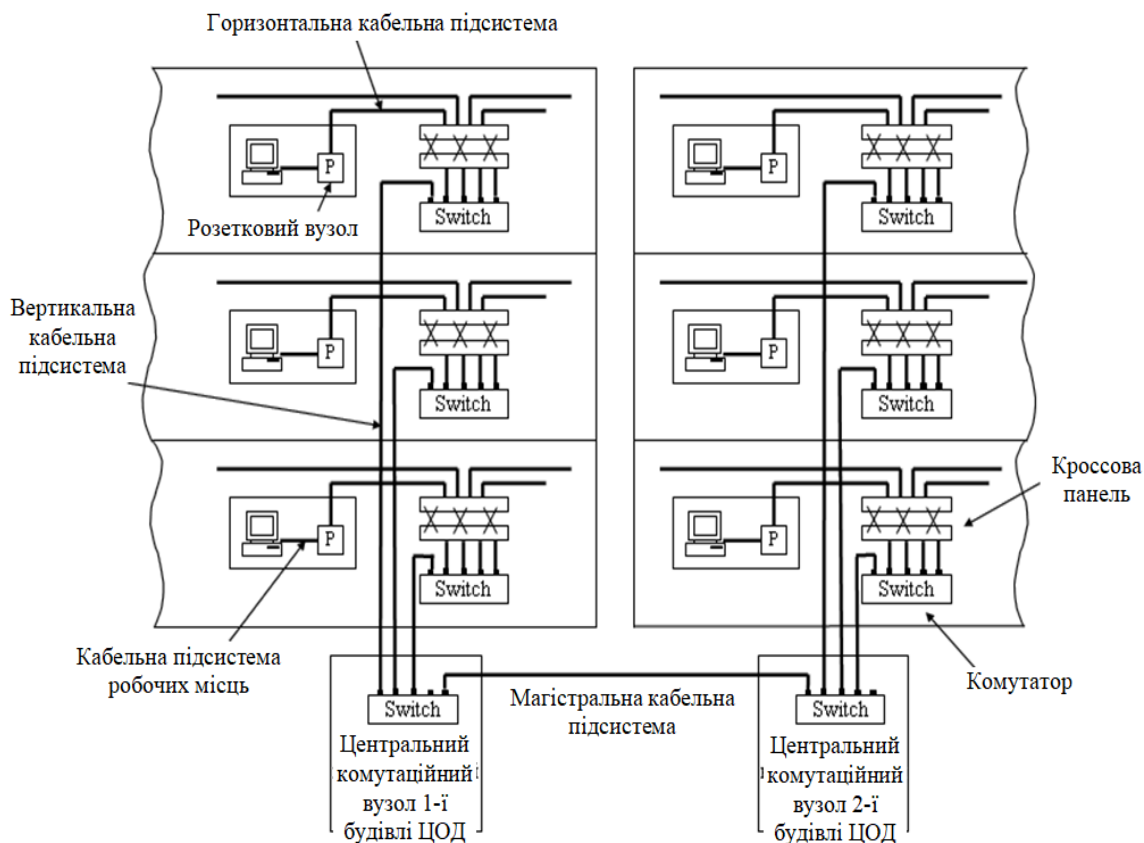 Горизонтальна кабельна підсистема
P
Switch
P
Switch
Розетковий вузол
Вертикальна
кабельна
підсистема
P
Switch
P
Switch
P
Switch
P
Switch
Кроссова
панель
Кабельна підсистема
робочих місць
Комутатор
Switch
Магістральна кабельна
підсистема
Switch
Центральний
комутаційний
вузол 1-ї
будівлі ЦОД
Центральний
комутаційний
вузол 2-ї
будівлі ЦОД